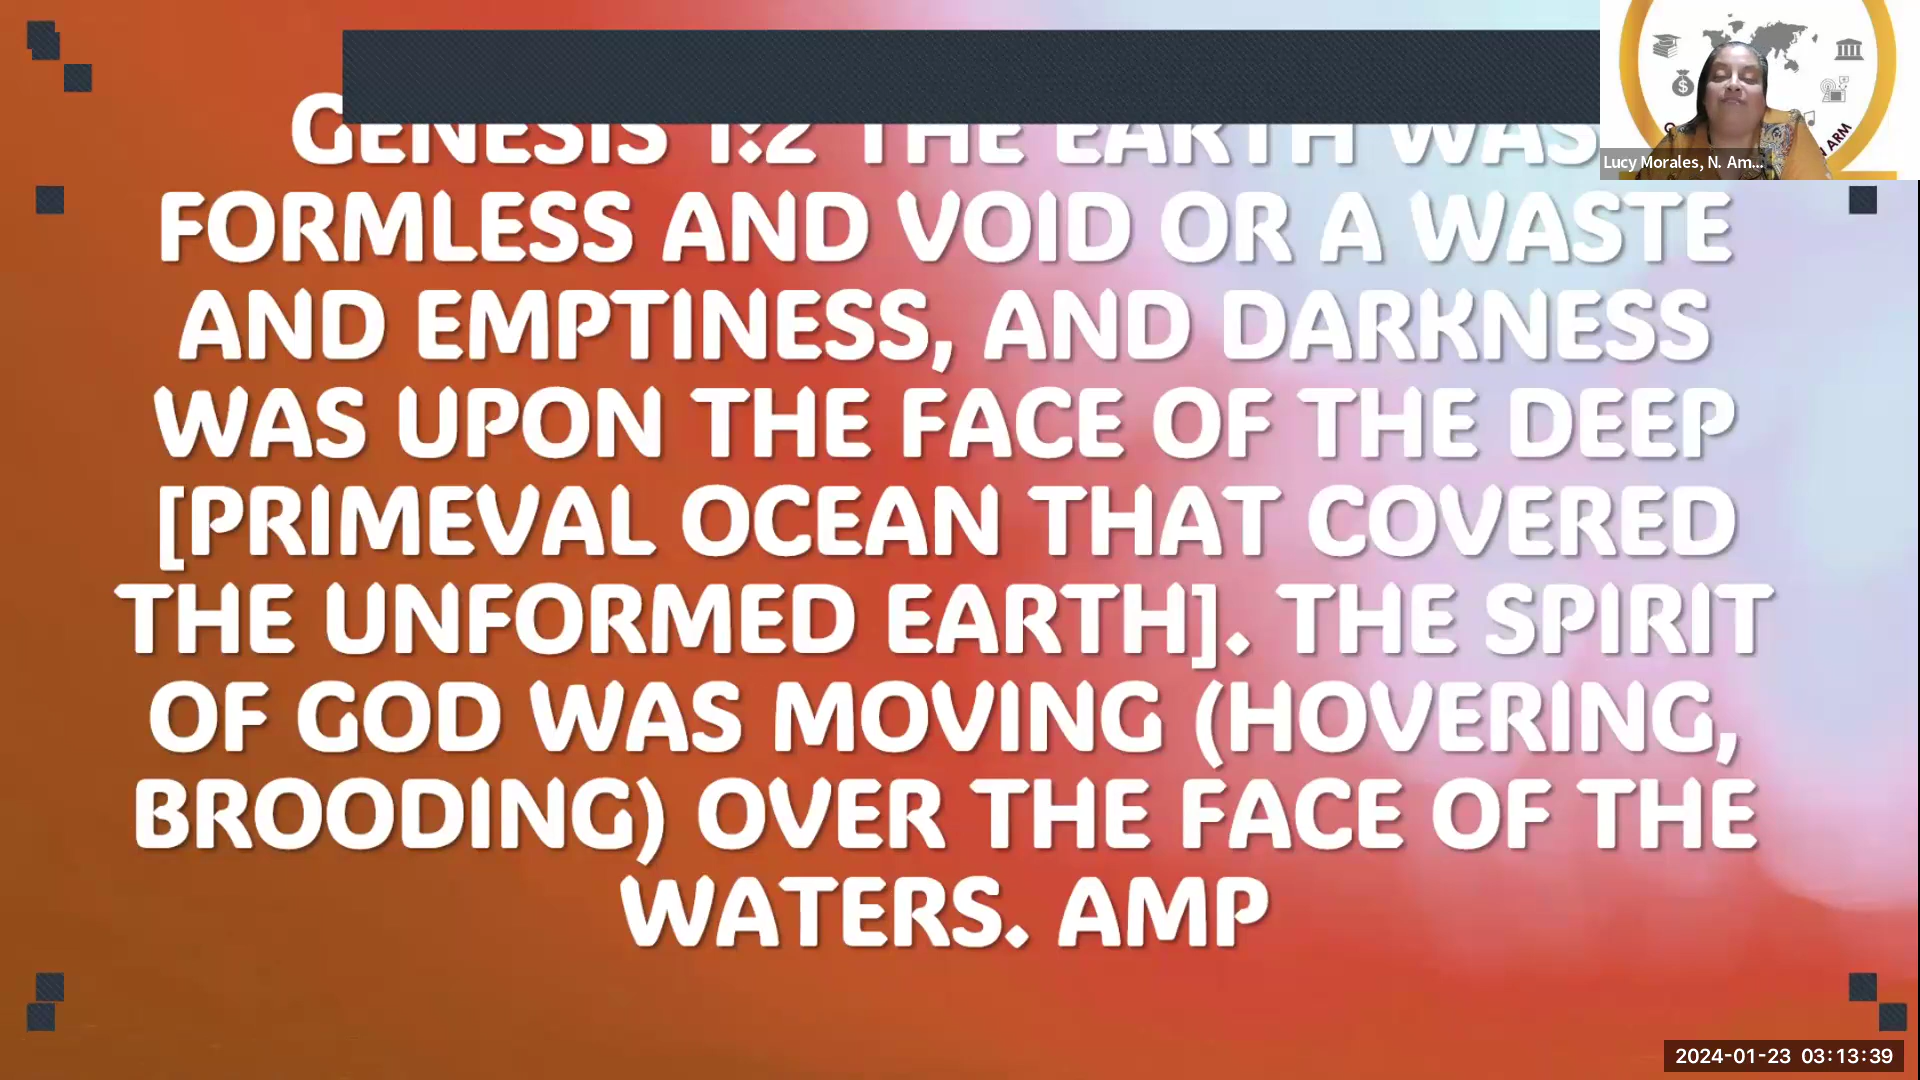 GENESIS 1:2 THE EARTH WAS
FORMLESS AND VOID OR A WASTE
AND EMPTINESS, AND DARKNESS
WAS UPON THE FACE OF THE DEEP
[PRIMEVAL OCEAN THAT COVERED
THE UNFORMED EARTH]. THE SPIRIT
OF GOD WAS MOVING (HOVERING,
BROODING) OVER THE FACE OF THE
WATERS. AMP
$
ARM
Lucy Morales, N. Am...
2024-01-23 03:13:39